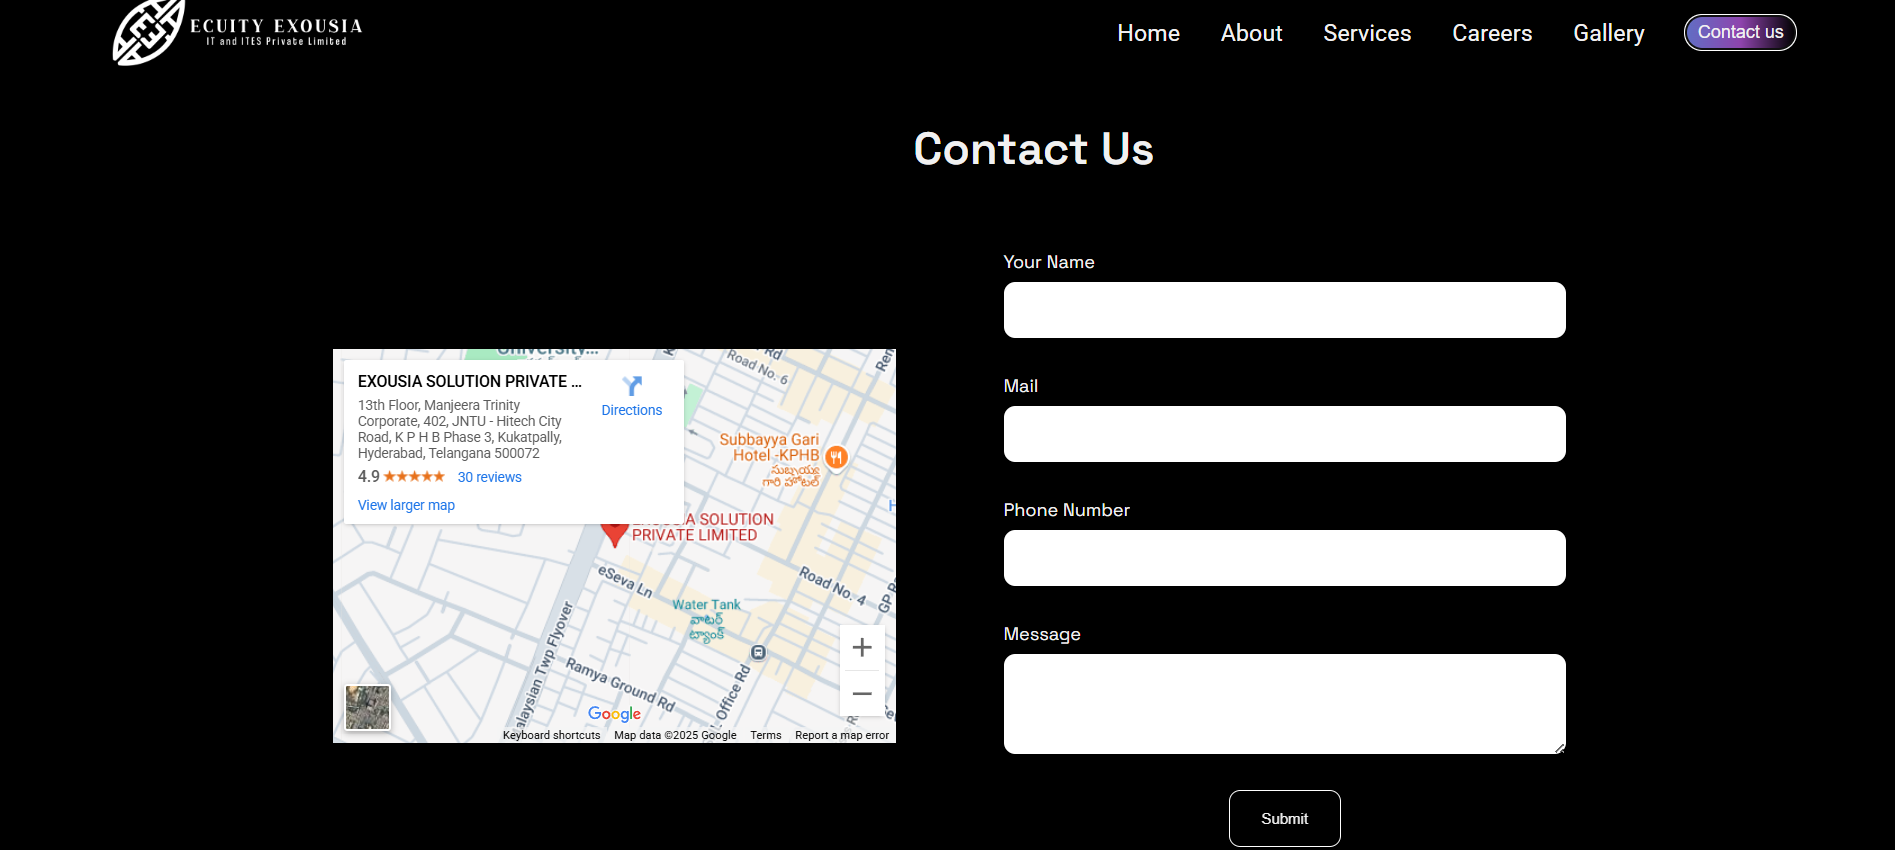 ECUITY EXOUSIA
IT and ITES Private Limited
Home
About
Services
Careers
Gallery
Contact us
Contact Us
Your Name
Mail
Phone Number
Message
Submit
EXOUSIA SOLUTION PRIVATE ...
13th Floor, Manjeera Trinity
Corporate, 402, JNTU - Hitech City
Road, K P H B Phase 3, Kukatpally,
Hyderabad, Telangana 500072
4.9
30 reviews
View larger map
Directions
University...
Road No. 6
Subbayya Gari
Hotel -KPHB
సుబ్బయ్య
గారి హోటల్
SOLUTION
PRIVATE LIMITED
eSeva Ln
Road No. 4
Water Tank
వాటర్
ట్యాంక్
Twp Flyover
Ramya Ground Rd
Office Rd
Google
Keyboard shortcuts
Map data ©2025 Google
Terms
Report a map error